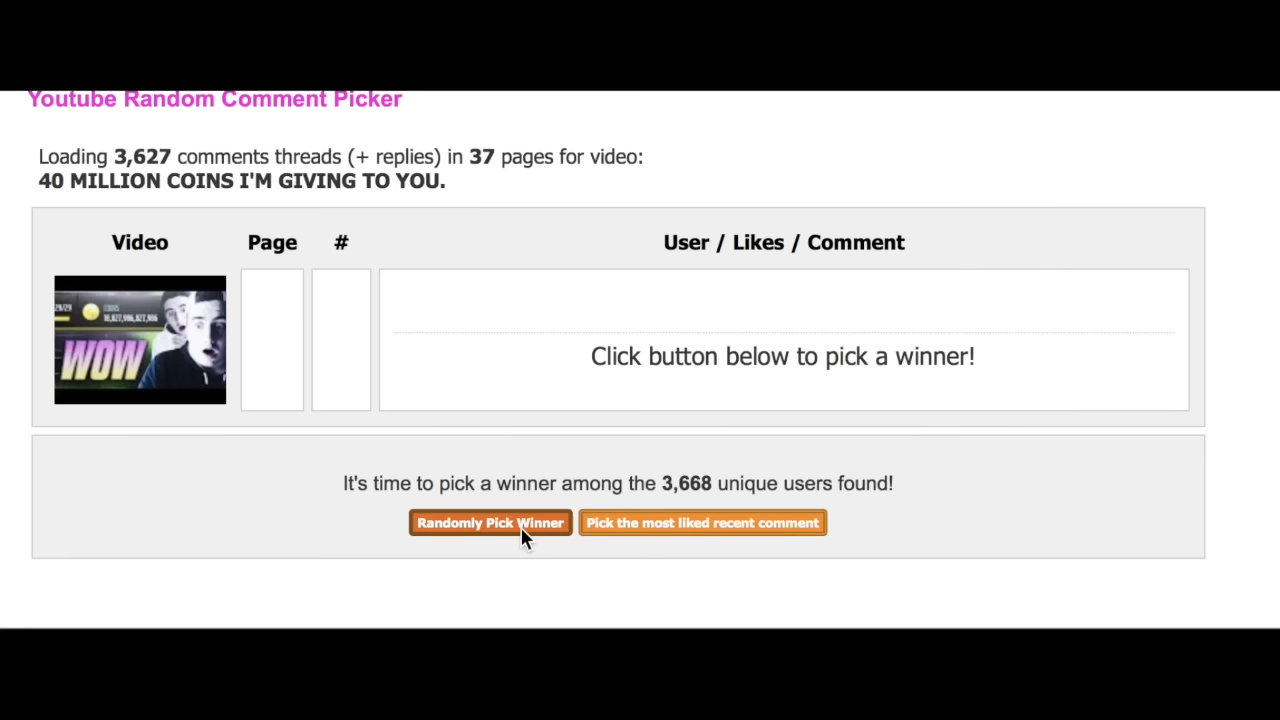 Youtube Random Comment Picker
Loading 3,627 comments threads (+ replies) in 37 pages for video:
40 MILLION COINS I'M GIVING TO YOU.
Video Page # User / Likes / Comment
WOW
Click button below to pick a winner!
It's time to pick a winner among the 3,668 unique users found!
Randomly Pick Winner Pick the most liked recent comment